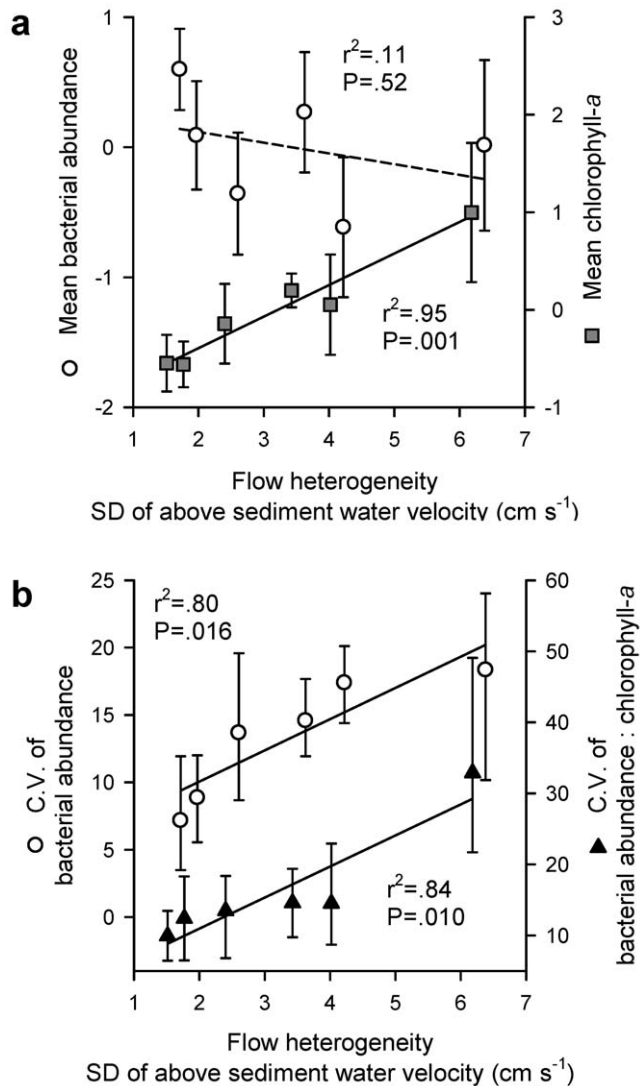 a
1
0
-1
-2
Mean bacterial abundance
r²=.11
P=.52
r²=.95
P=.001
3
2
1
0
-1
Mean chlorophyll-a
1 2 3 4 5 6 7
Flow heterogeneity
SD of above sediment water velocity (cm s⁻¹)
b
25
20
15
10
5
0
C.V. of
bacterial abundance
r²=.80
P=.016
r²=.84
P=.010
60
50
40
30
20
10
C.V. of
bacterial abundance : chlorophyll-a
1 2 3 4 5 6 7
Flow heterogeneity
SD of above sediment water velocity (cm s⁻¹)